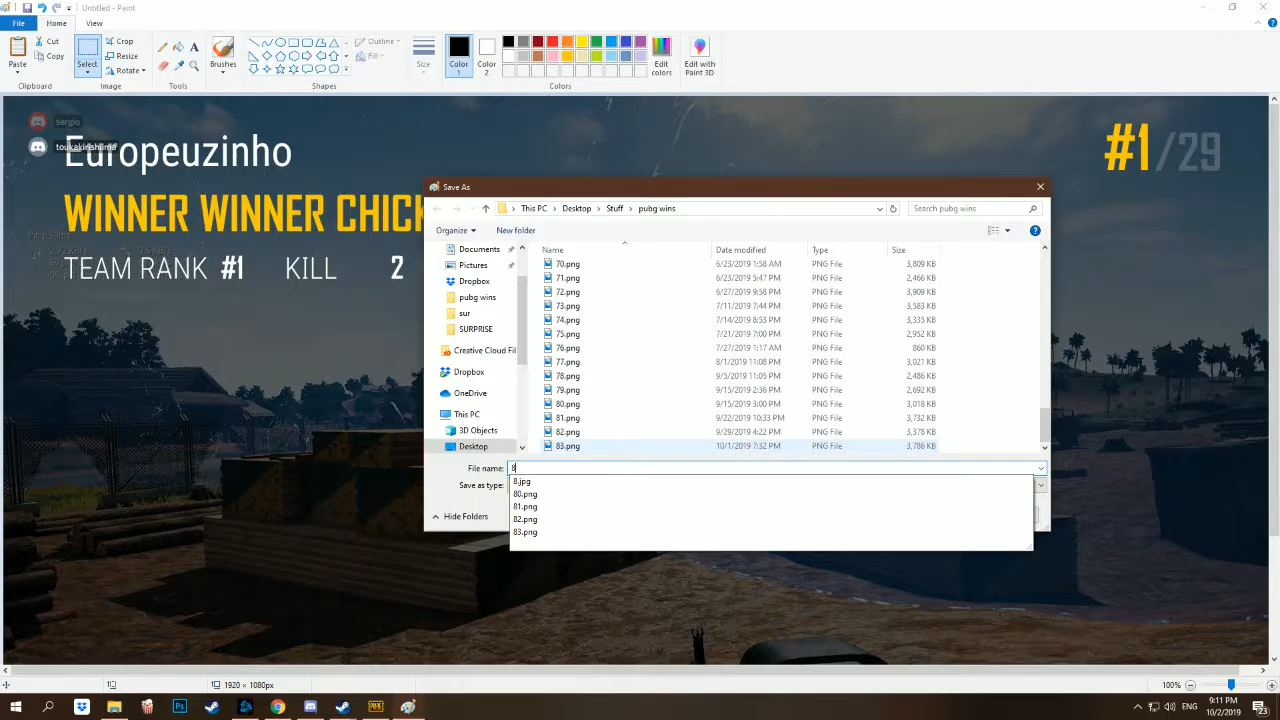 Untitled - Paint
File Home View
Paste Cut Copy Select Crop Resize Rotate Brushes Outline Fill Size Color 1 Color 2 Edit colors Edit with Paint 3D
Clipboard Image Tools Shapes Colors
sergio
toukakirishima
Europeuzinho
#1/29
WINNER WINNER CHICK
TEAM RANK #1 KILL 2
Save As
This PC > Desktop > Stuff > pubg wins
Search pubg wins
Organize New folder
Name Date modified Type Size
Documents
Pictures
Dropbox
pubg wins
sur
SURPRISE
Creative Cloud Fil
Dropbox
OneDrive
This PC
3D Objects
Desktop
70.png 6/23/2019 1:58 AM PNG File 3,809 KB
71.png 6/23/2019 5:47 PM PNG File 2,466 KB
72.png 6/27/2019 9:58 PM PNG File 3,909 KB
73.png 7/11/2019 7:44 PM PNG File 3,583 KB
74.png 7/14/2019 8:53 PM PNG File 3,335 KB
75.png 7/21/2019 7:00 PM PNG File 2,952 KB
76.png 7/27/2019 1:17 AM PNG File 860 KB
77.png 8/1/2019 11:08 PM PNG File 3,021 KB
78.png 9/5/2019 11:05 PM PNG File 2,486 KB
79.png 9/15/2019 2:36 PM PNG File 2,692 KB
80.png 9/15/2019 3:00 PM PNG File 3,018 KB
81.png 9/22/2019 10:33 PM PNG File 3,732 KB
82.png 9/29/2019 4:22 PM PNG File 3,378 KB
83.png 10/1/2019 7:32 PM PNG File 3,786 KB
File name: 8
Save as type:
8.jpg
80.png
81.png
82.png
83.png
Hide Folders
1920 × 1080px
100%
ENG
9:11 PM
10/2/2019
23